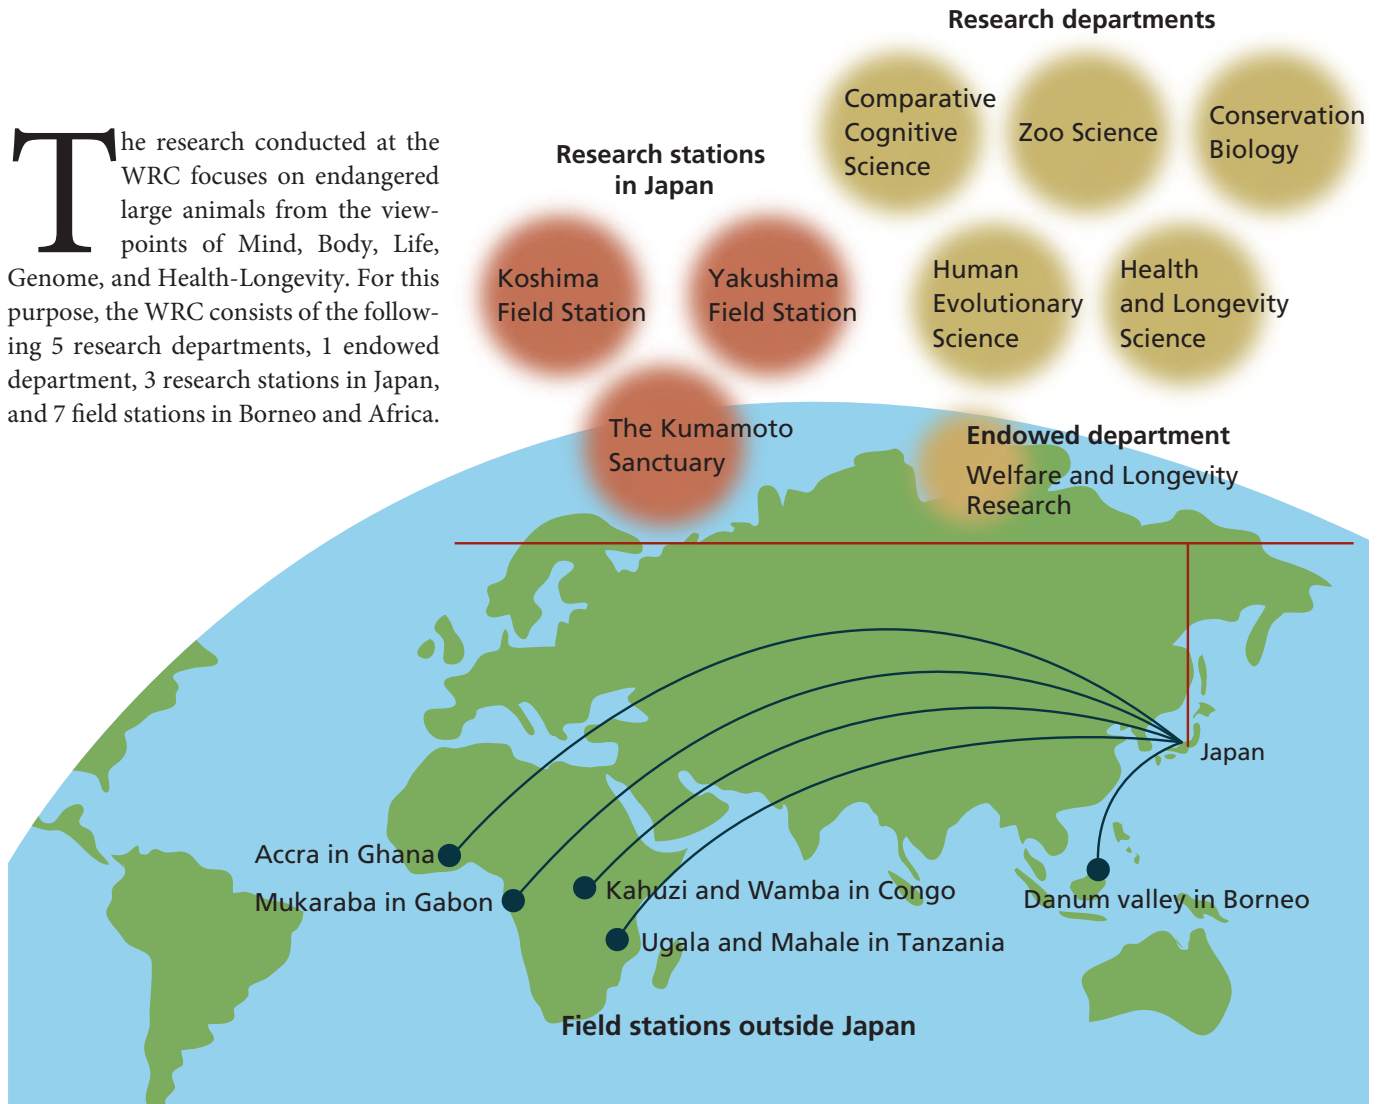 The research conducted at the
WRC focuses on endangered
large animals from the view-
points of Mind, Body, Life,
Genome, and Health-Longevity. For this
purpose, the WRC consists of the follow-
ing 5 research departments, 1 endowed
department, 3 research stations in Japan,
and 7 field stations in Borneo and Africa.
Research stations
in Japan
Koshima
Field Station
Yakushima
Field Station
The Kumamoto
Sanctuary
Research departments
Comparative
Cognitive
Science
Zoo Science
Conservation
Biology
Human
Evolutionary
Science
Health
and Longevity
Science
Endowed department
Welfare and Longevity
Research
Japan
Accra in Ghana
Mukaraba in Gabon
Kahuzi and Wamba in Congo
Ugala and Mahale in Tanzania
Danum valley in Borneo
Field stations outside Japan